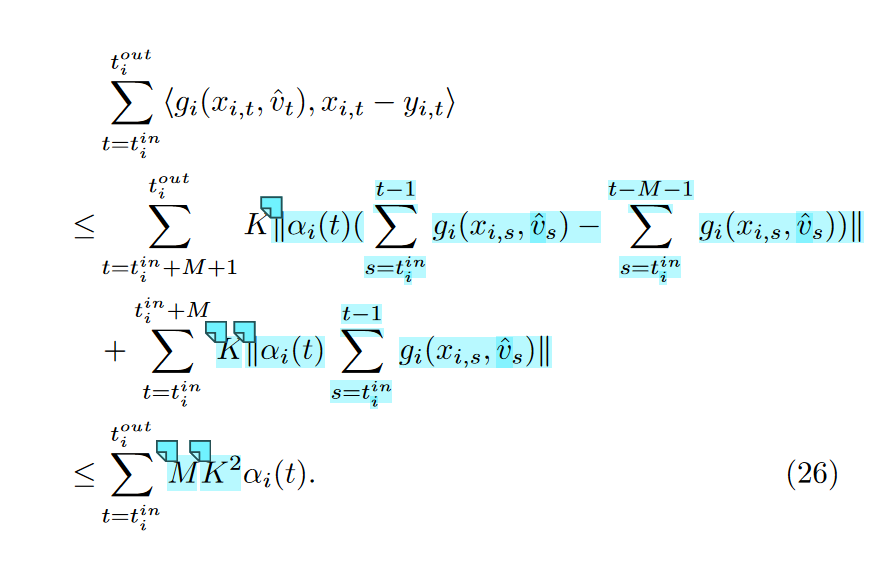 $\sum_{t=t_i^{in}}^{t_i^{out}} \langle g_i(x_{i,t}, \hat{v}_t), x_{i,t} - y_{i,t} \rangle$
$\leq \sum_{t=t_i^{in}+M+1}^{t_i^{out}} K \| \alpha_i(t) ( \sum_{s=t_i^{in}}^{t-1} g_i(x_{i,s}, \hat{v}_s) - \sum_{s=t_i^{in}}^{t-M-1} g_i(x_{i,s}, \hat{v}_s) ) \|$
$+ \sum_{t=t_i^{in}}^{t_i^{in}+M} K \| \alpha_i(t) \sum_{s=t_i^{in}}^{t-1} g_i(x_{i,s}, \hat{v}_s) \|$
$\leq \sum_{t=t_i^{in}}^{t_i^{out}} M K^2 \alpha_i(t).$ (26)